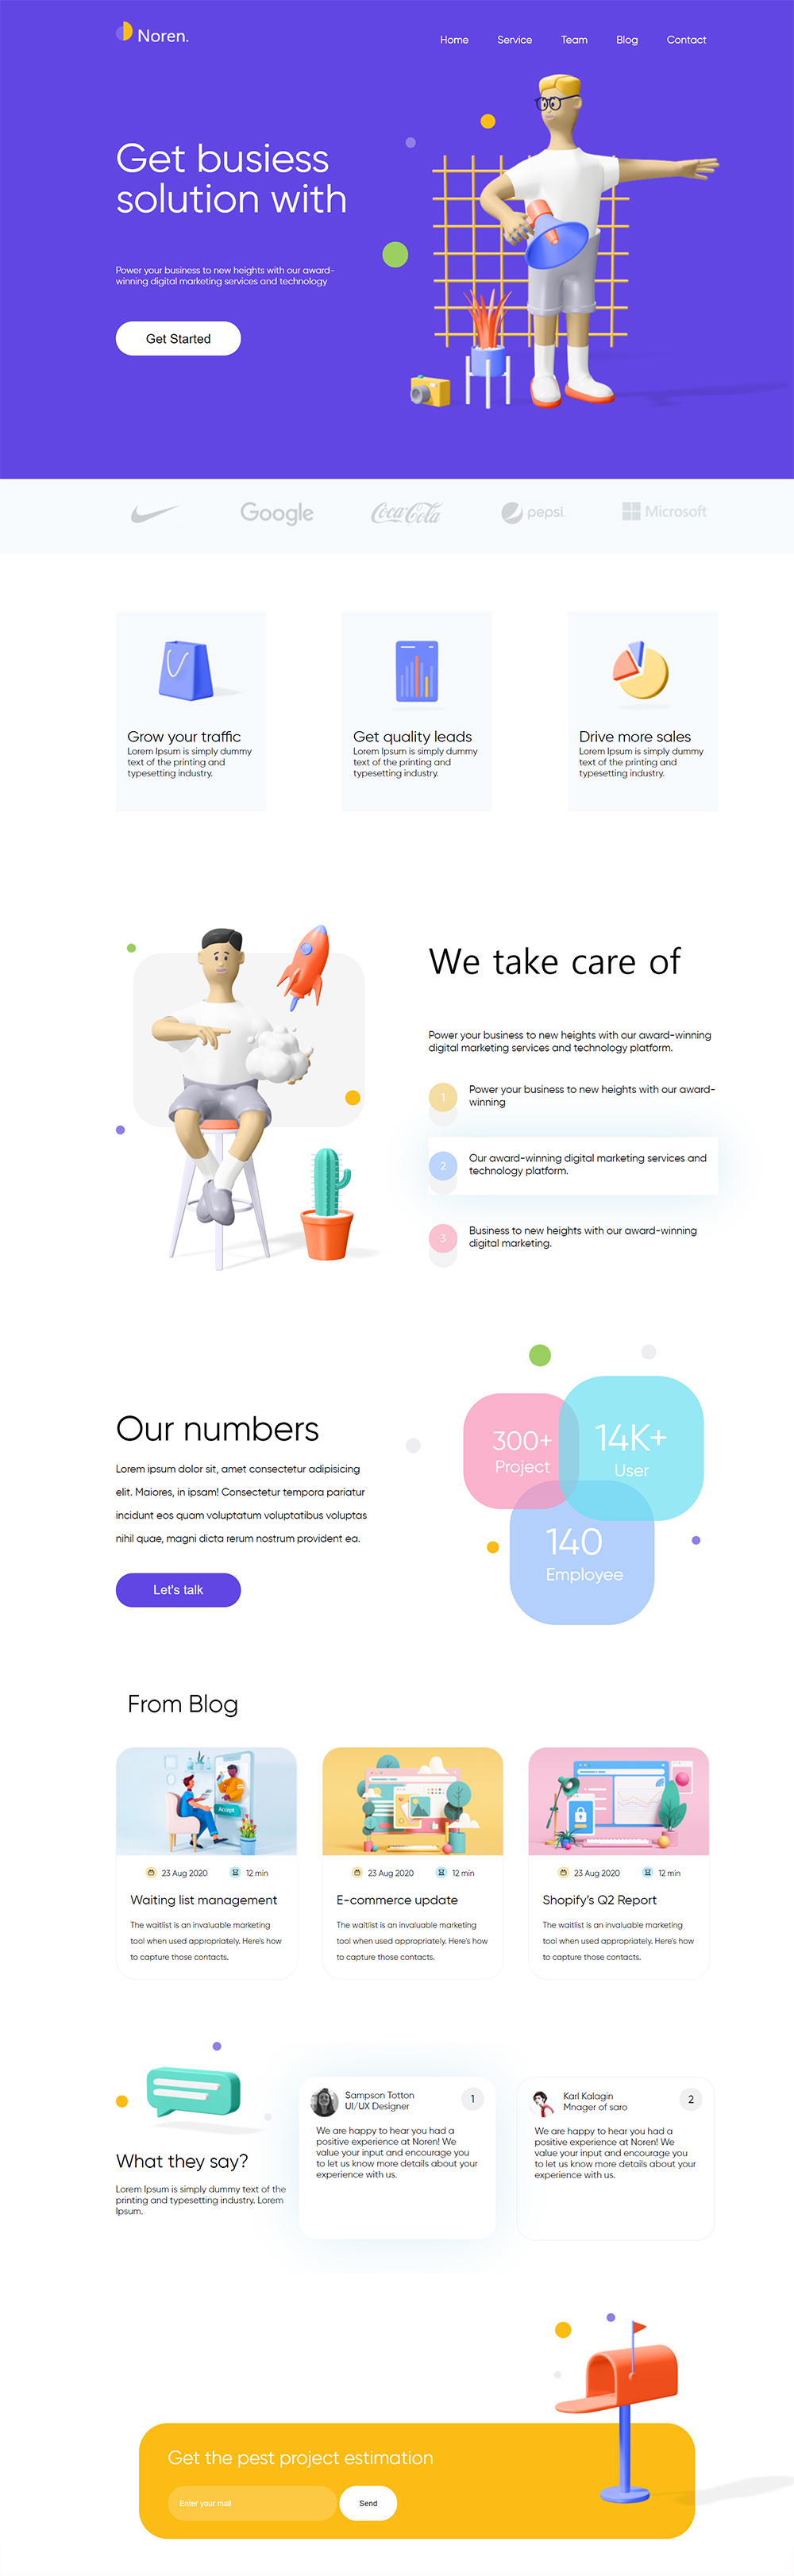 Noren.
Home Service Team Blog Contact
Get busiess
solution with
Power your business to new heights with our award-
winning digital marketing services and technology
Get Started
Google
Coca-Cola
pepsi
Microsoft
Grow your traffic
Lorem Ipsum is simply dummy
text of the printing and
typesetting industry.
Get quality leads
Lorem Ipsum is simply dummy
text of the printing and
typesetting industry.
Drive more sales
Lorem Ipsum is simply dummy
text of the printing and
typesetting industry.
We take care of
Power your business to new heights with our award-winning
digital marketing services and technology platform.
1
Power your business to new heights with our award-
winning
2
Our award-winning digital marketing services and
technology platform.
3
Business to new heights with our award-winning
digital marketing.
Our numbers
Lorem ipsum dolor sit, amet consectetur adipisicing
elit. Maiores, in ipsam! Consectetur tempora pariatur
incidunt eos quam voluptatum voluptatibus voluptas
nihil quae, magni dicta rerum nostrum provident ea.
Let's talk
300+
Project
14K+
User
140
Employee
From Blog
Accept
23 Aug 2020 12 min
Waiting list management
The waitlist is an invaluable marketing
tool when used appropriately. Here's how
to capture those contacts.
23 Aug 2020 12 min
E-commerce update
The waitlist is an invaluable marketing
tool when used appropriately. Here's how
to capture those contacts.
23 Aug 2020 12 min
Shopify's Q2 Report
The waitlist is an invaluable marketing
tool when used appropriately. Here's how
to capture those contacts.
What they say?
Lorem Ipsum is simply dummy text of the
printing and typesetting industry. Lorem
Ipsum.
Sampson Totton
UI/UX Designer
1
We are happy to hear you had a
positive experience at Noren! We
value your input and encourage you
to let us know more details about your
experience with us.
Karl Kalagin
Mnager of saro
2
We are happy to hear you had a
positive experience at Noren! We
value your input and encourage you
to let us know more details about your
experience with us.
Get the pest project estimation
Enter your mail
Send